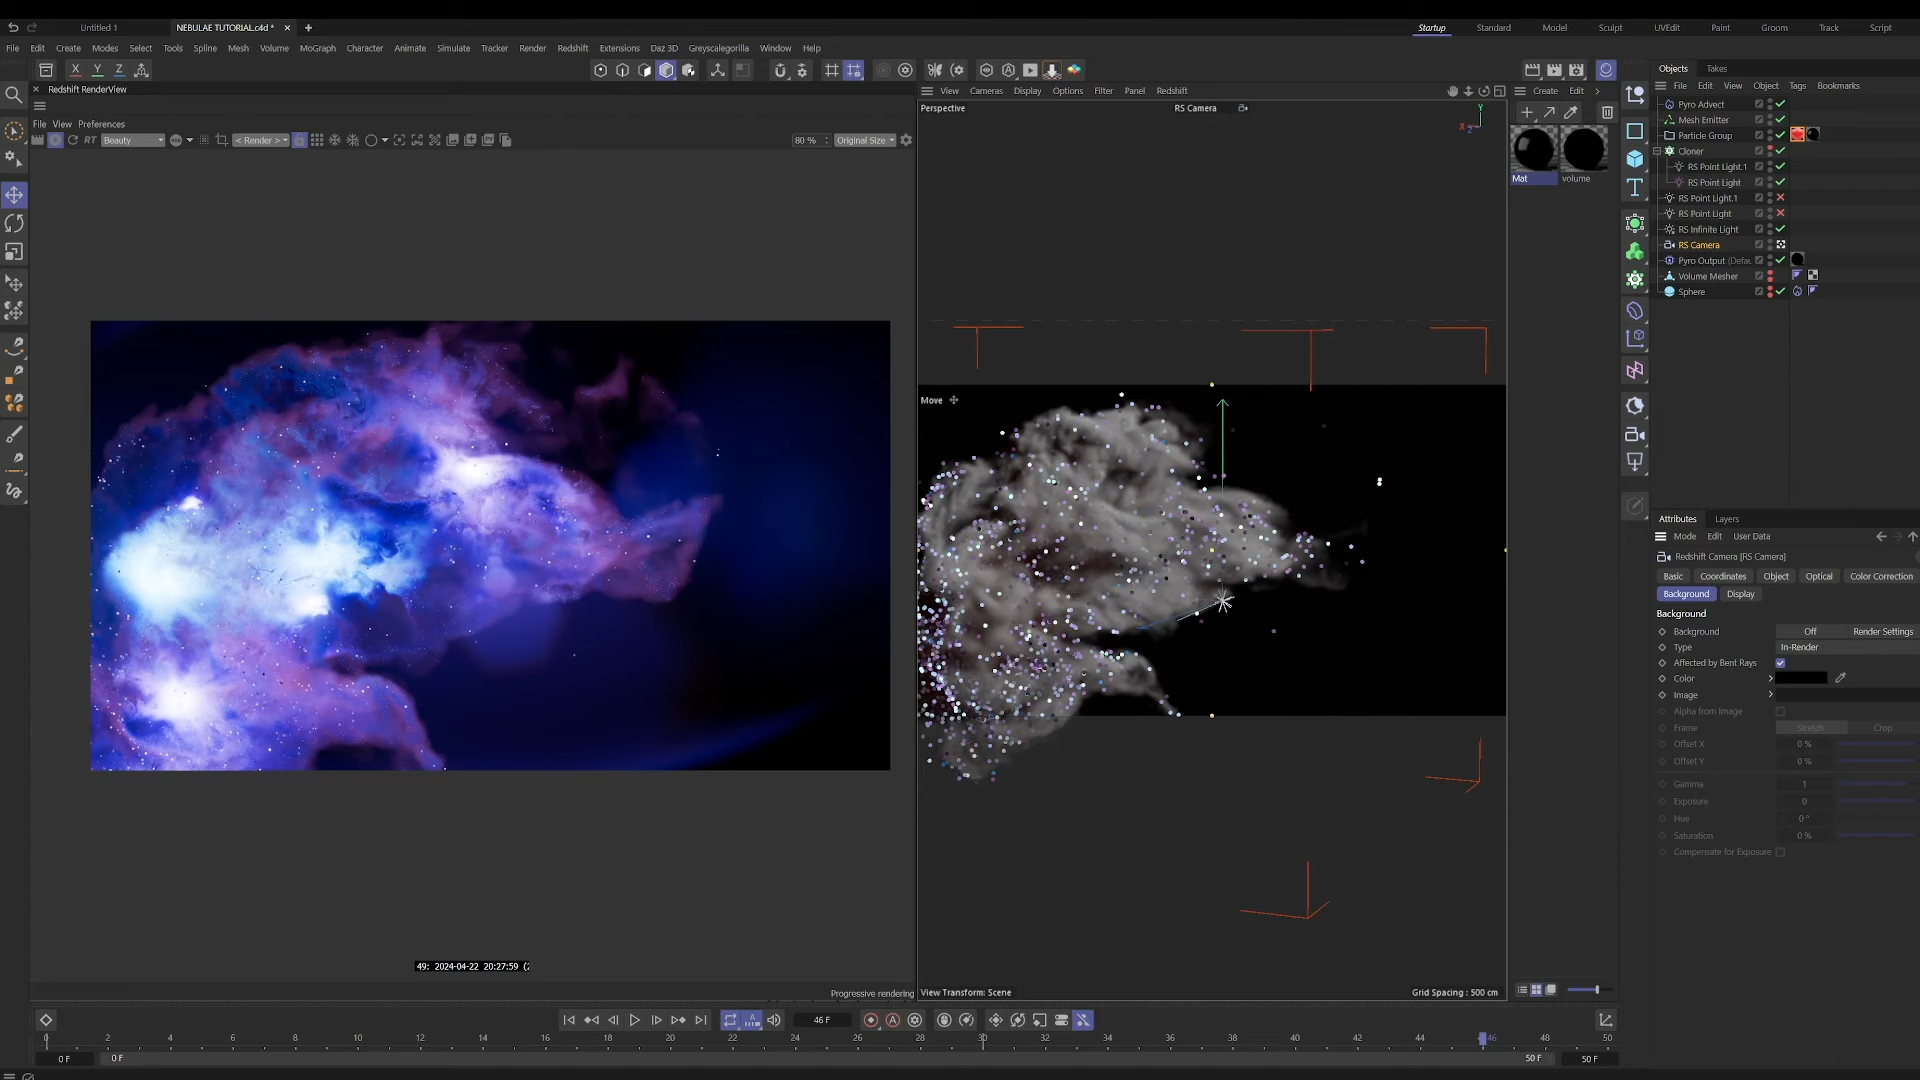 Untitled 1
NEBULAE TUTORIAL.c4d *
Startup
Standard
Model
Sculpt
UVEdit
Paint
Groom
Track
Script
File Edit Create Modes Select Tools Spline Mesh Volume MoGraph Character Animate Simulate Tracker Render Redshift Extensions Daz 3D Greyscalegorilla Window Help
X Y Z
Redshift RenderView
File View Preferences
RT Beauty < Render >
80 % Original Size
49: 2024-04-22 20:27:59 (2
Progressive rendering
View Cameras Display Options Filter Panel Redshift
Perspective
RS Camera
Y
X Z
Move
View Transform: Scene
Grid Spacing : 500 cm
Create Edit
Mat
volume
Objects Takes
File Edit View Object Tags Bookmarks
Pyro Advect
Mesh Emitter
Particle Group
Cloner
RS Point Light.1
RS Point Light
RS Point Light.1
RS Point Light
RS Infinite Light
RS Camera
Pyro Output (Defau
Volume Mesher
Sphere
Attributes Layers
Mode Edit User Data
Redshift Camera [RS Camera]
Basic Coordinates Object Optical Color Correction
Background Display
Background
Background Off Render Settings
Type In-Render
Affected by Bent Rays
Color
Image
Alpha from Image
Frame Stretch Crop
Offset X 0 %
Offset Y 0 %
Gamma 1
Exposure 0
Hue 0 °
Saturation 0 %
Compensate for Exposure
46 F
0 2 4 6 8 10 12 14 16 18 20 22 24 26 28 30 32 34 36 38 40 42 44 46 48 50
0 F 0 F 50 F 50 F